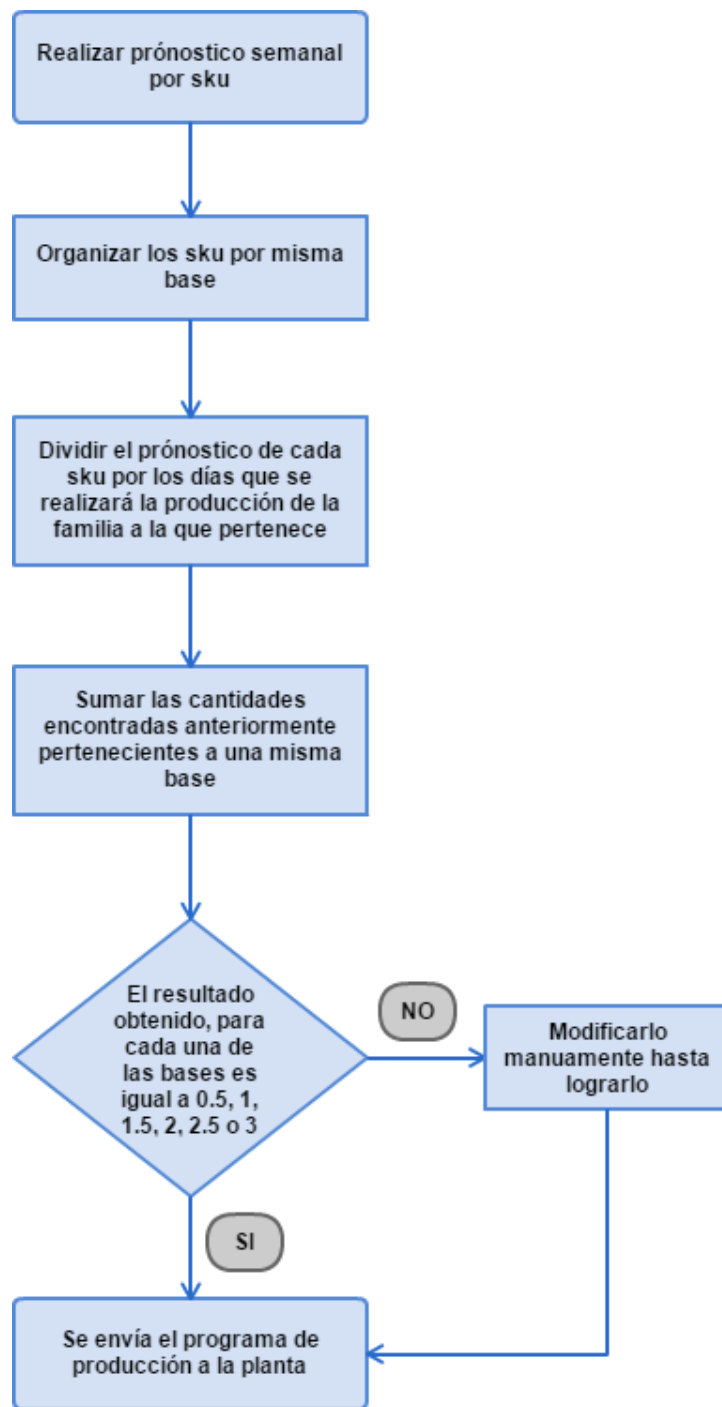 Realizar prónostico semanal
por sku
Organizar los sku por misma
base
Dividir el prónostico de cada
sku por los días que se
realizará la producción de la
familia a la que pertenece
Sumar las cantidades
encontradas anteriormente
pertenecientes a una misma
base
El resultado
obtenido, para
cada una de
las bases es
igual a 0.5, 1,
1.5, 2, 2.5 o 3
NO
Modificarlo
manuamente hasta
lograrlo
SI
Se envía el programa de
producción a la planta